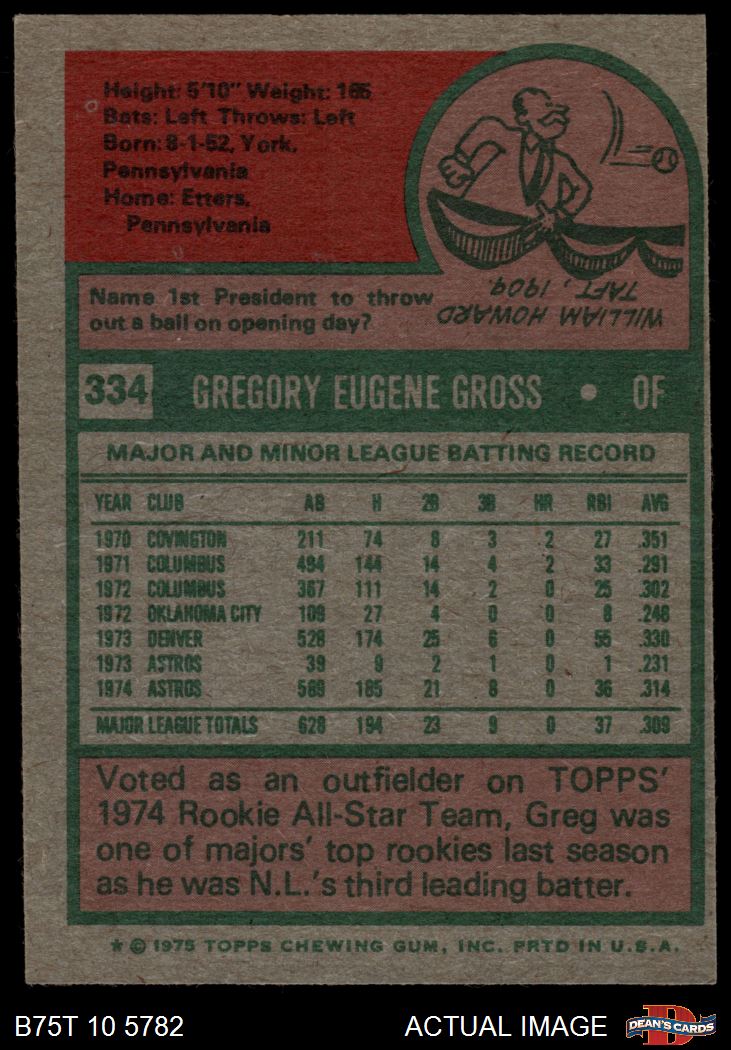 Height: 5'10" Weight: 165
Bats: Left Throws: Left
Born: 8-1-52, York,
Pennsylvania
Home: Etters,
Pennsylvania
Name 1st President to throw
out a ball on opening day?
WILLIAM HOWARD
TAFT, 1909.
334 GREGORY EUGENE GROSS • OF
MAJOR AND MINOR LEAGUE BATTING RECORD
YEAR CLUB AB H 2B 3B HR RBI AVG
1970 COVINGTON 211 74 8 3 2 27 .351
1971 COLUMBUS 494 144 14 4 2 33 .291
1972 COLUMBUS 367 111 14 2 0 25 .302
1972 OKLAHOMA CITY 109 27 4 0 0 8 .248
1973 DENVER 528 174 25 6 0 55 .330
1973 ASTROS 39 9 2 1 0 1 .231
1974 ASTROS 589 185 21 8 0 36 .314
MAJOR LEAGUE TOTALS 628 194 23 9 0 37 .309
Voted as an outfielder on TOPPS'
1974 Rookie All-Star Team, Greg was
one of majors' top rookies last season
as he was N.L.'s third leading batter.
★ © 1975 TOPPS CHEWING GUM, INC. PRTD IN U.S.A.
B75T 10 5782 ACTUAL IMAGE DEAN'S CARDS